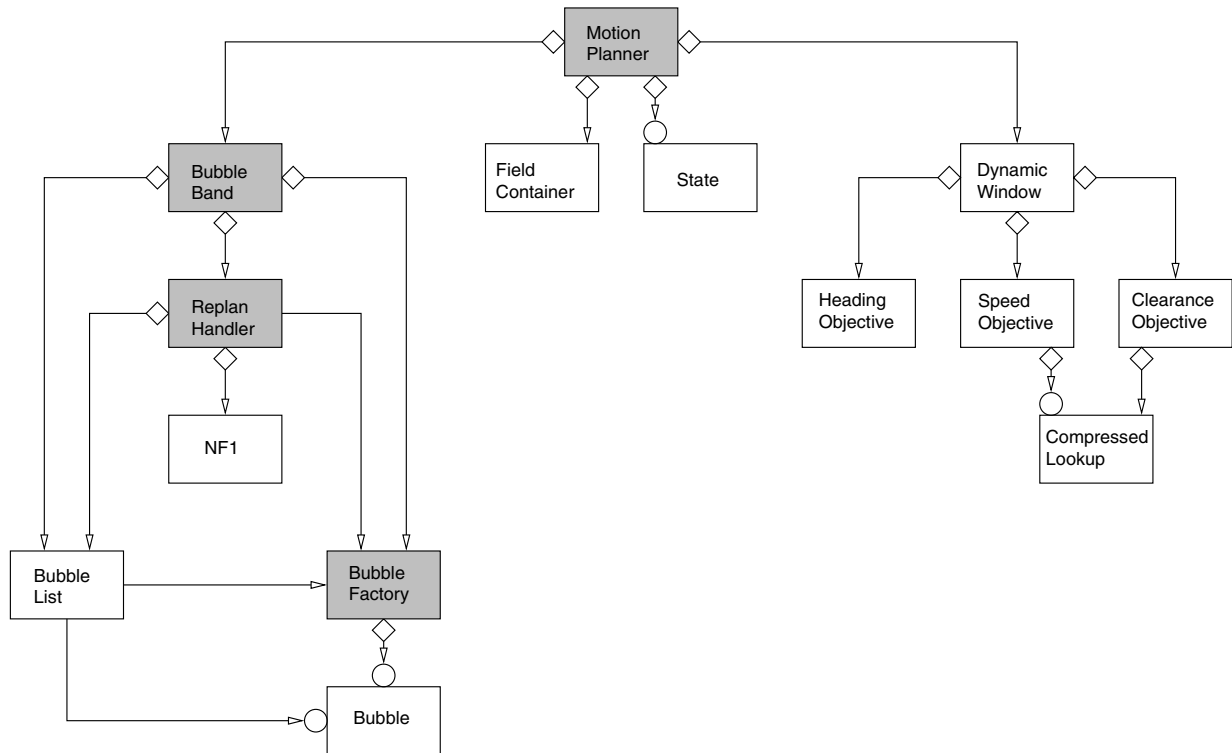 Motion
Planner
Bubble
Band
Field
Container
State
Dynamic
Window
Replan
Handler
Heading
Objective
Speed
Objective
Clearance
Objective
NF1
Compressed
Lookup
Bubble
List
Bubble
Factory
Bubble